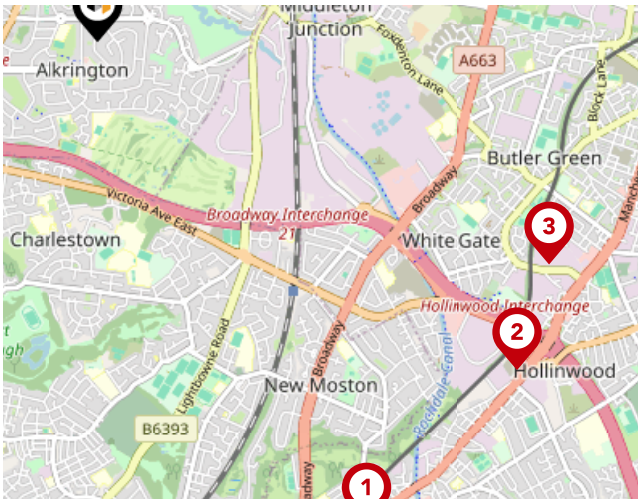 Middleton
Junction
Foxdenton Lane
A663
Block Lane
Alkrington
Butler Green
Victoria Ave East
Broadway
Broadway Interchange
21
3
Charlestown
White Gate
Hollinwood Interchange
2
Lightbowne Road
Broadway
Rochdale Canal
Hollinwood
New Moston
B6393
1